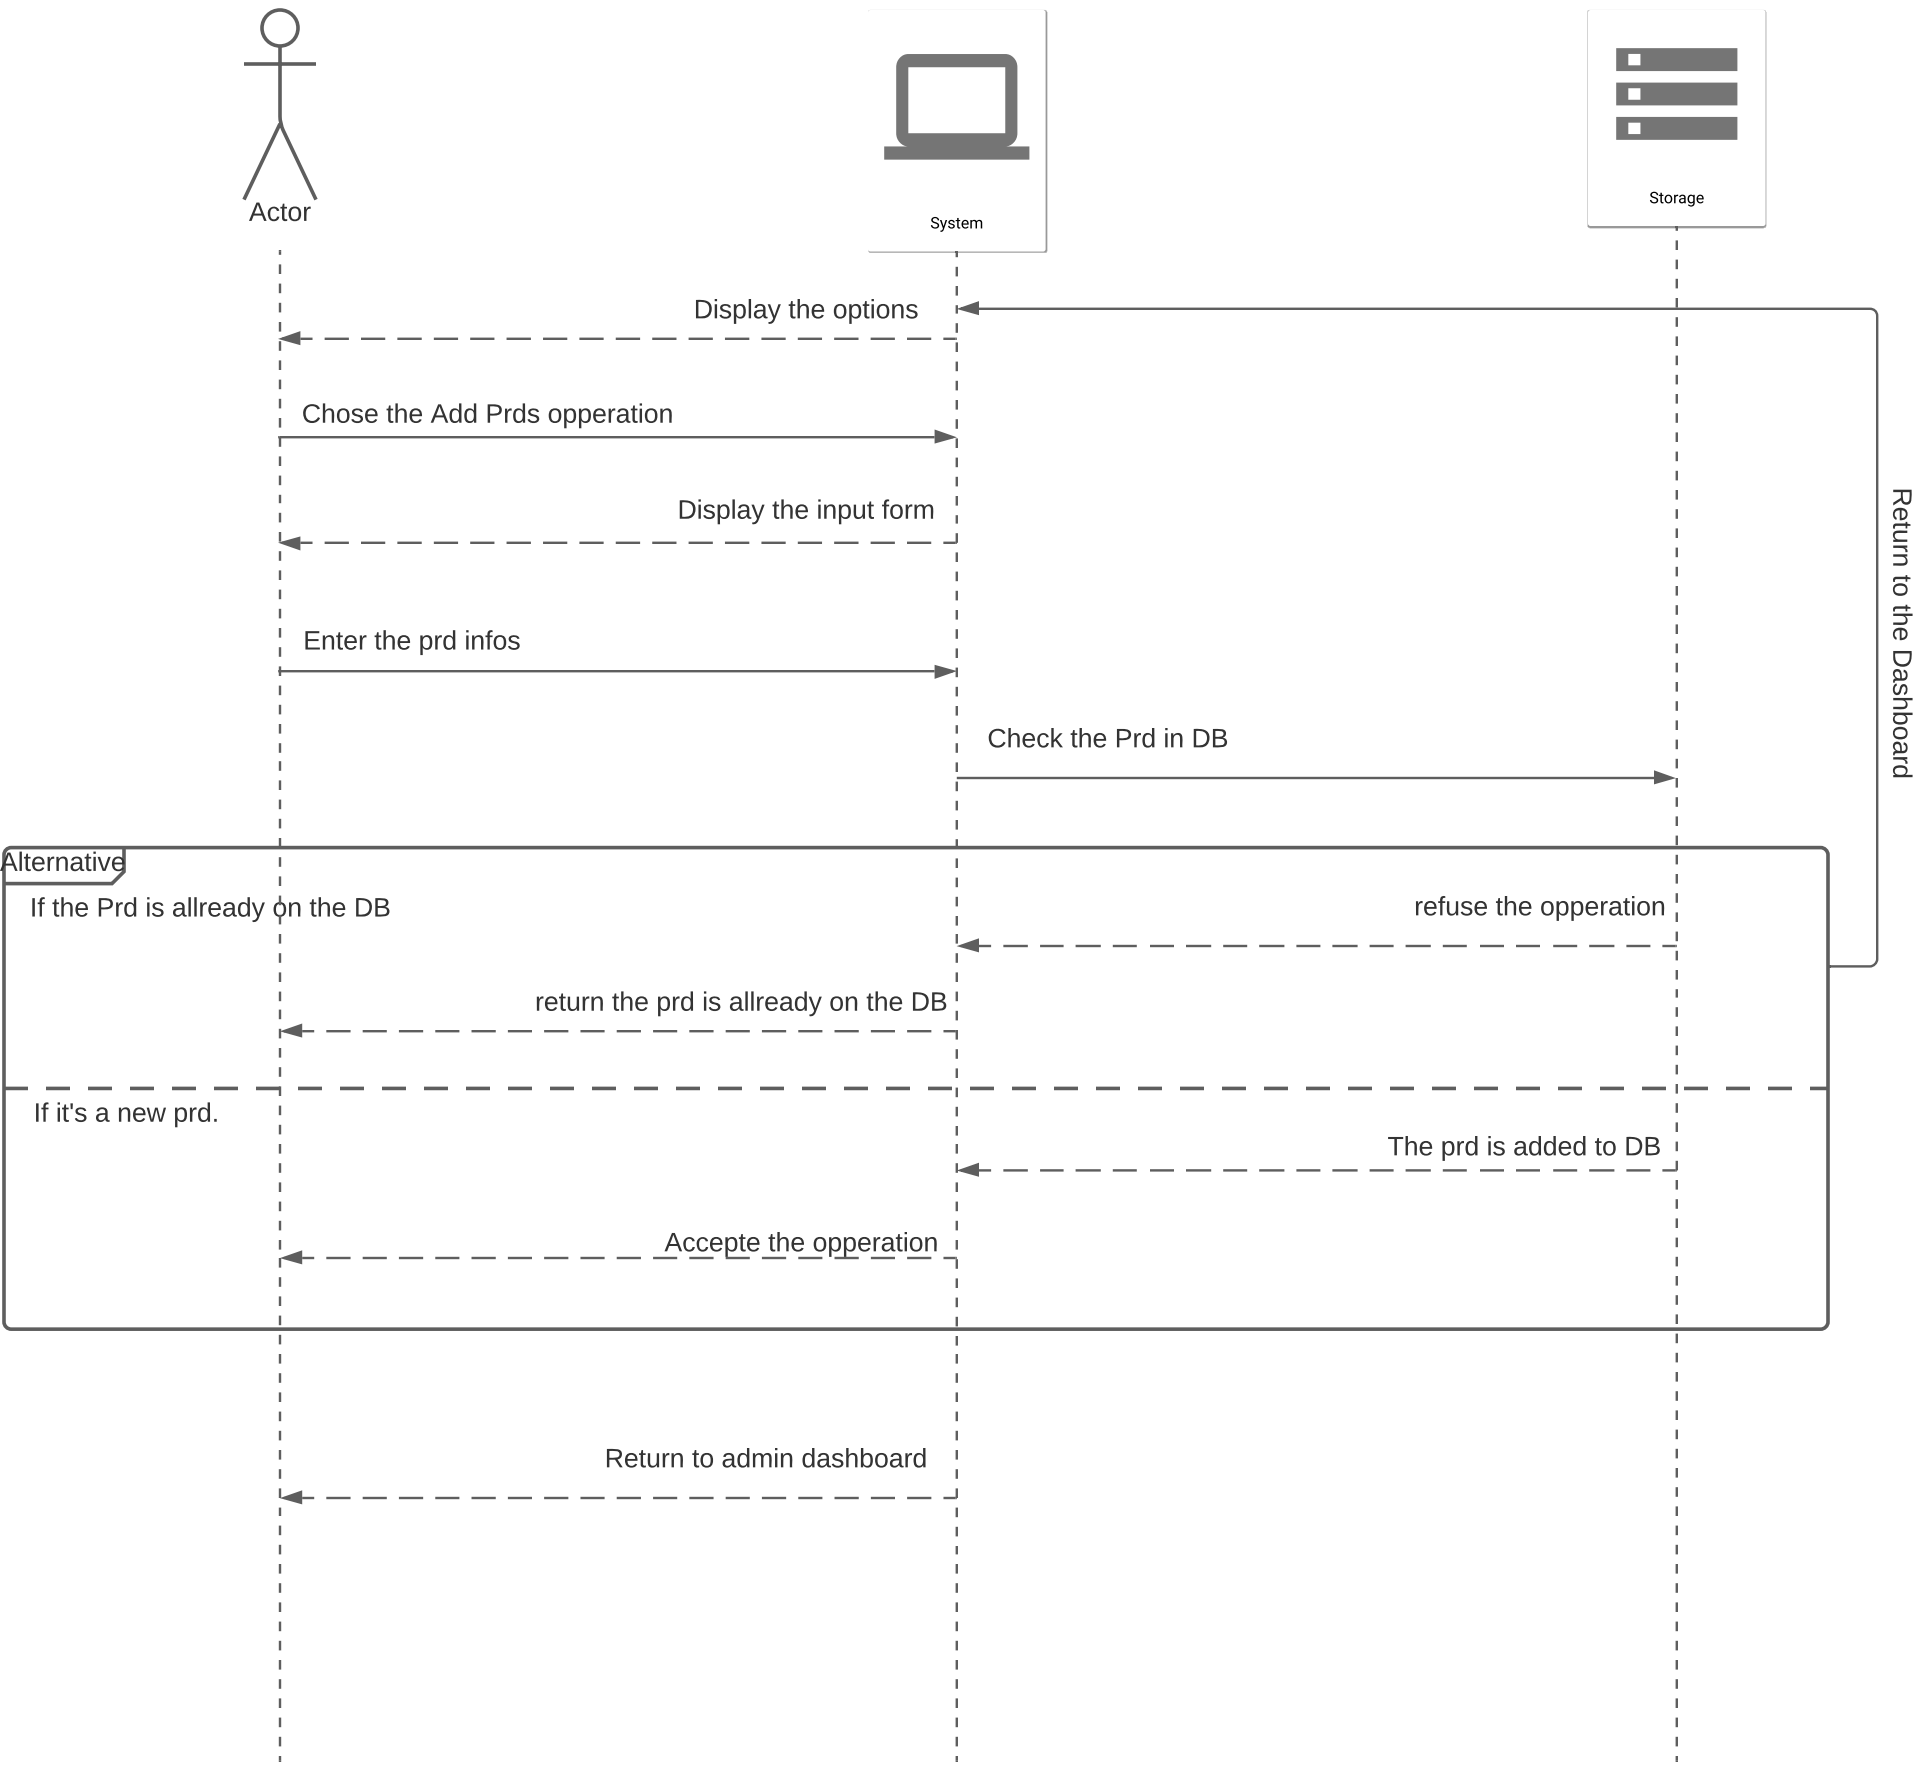 Actor
System
Storage
Display the options
Chose the Add Prds opperation
Display the input form
Return to the Dashboard
Enter the prd infos
Check the Prd in DB
Alternative
If the Prd is allready on the DB
refuse the opperation
return the prd is allready on the DB
If it's a new prd.
The prd is added to DB
Accepte the opperation
Return to admin dashboard